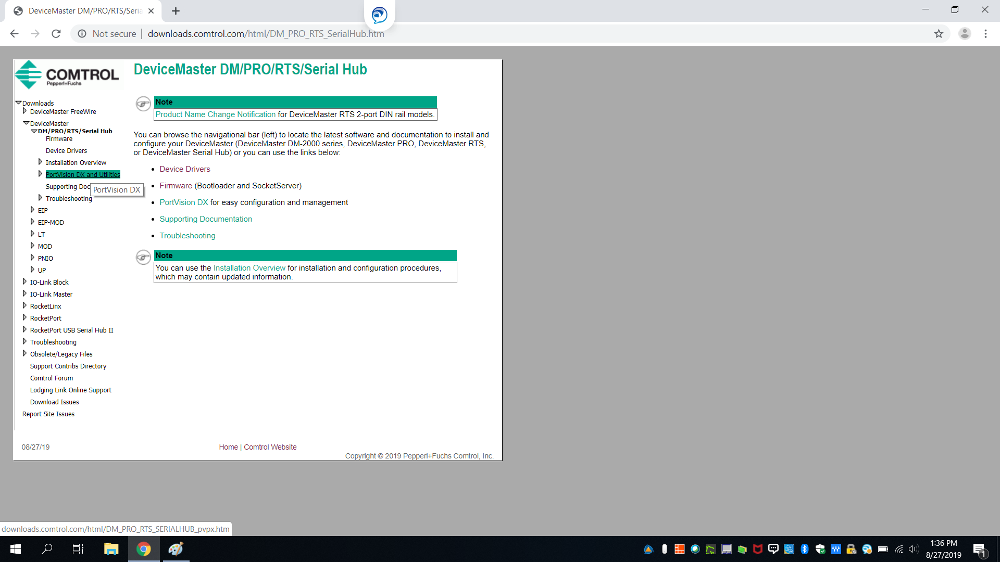 DeviceMaster DM/PRO/RTS/Seria
Not secure | downloads.comtrol.com/html/DM_PRO_RTS_SerialHub.htm
COMTROL
Pepperl+Fuchs
DeviceMaster DM/PRO/RTS/Serial Hub
Note
Product Name Change Notification for DeviceMaster RTS 2-port DIN rail models.
You can browse the navigational bar (left) to locate the latest software and documentation to install and
configure your DeviceMaster (DeviceMaster DM-2000 series, DeviceMaster PRO, DeviceMaster RTS,
or DeviceMaster Serial Hub) or you can use the links below:
• Device Drivers
• Firmware (Bootloader and SocketServer)
• PortVision DX for easy configuration and management
• Supporting Documentation
• Troubleshooting
Note
You can use the Installation Overview for installation and configuration procedures,
which may contain updated information.
Downloads
DeviceMaster FreeWire
DeviceMaster
DM/PRO/RTS/Serial Hub
Firmware
Device Drivers
Installation Overview
PortVision DX and Utilities
Supporting Doc
PortVision DX
Troubleshooting
EIP
EIP-MOD
LT
MOD
PNIO
UP
IO-Link Block
IO-Link Master
RocketLinx
RocketPort
RocketPort USB Serial Hub II
Troubleshooting
Obsolete/Legacy Files
Support Contribs Directory
Comtrol Forum
Lodging Link Online Support
Download Issues
Report Site Issues
08/27/19
Home | Comtrol Website
Copyright © 2019 Pepperl+Fuchs Comtrol, Inc.
downloads.comtrol.com/html/DM_PRO_RTS_SERIALHUB_pvpx.htm
1:36 PM
8/27/2019
1